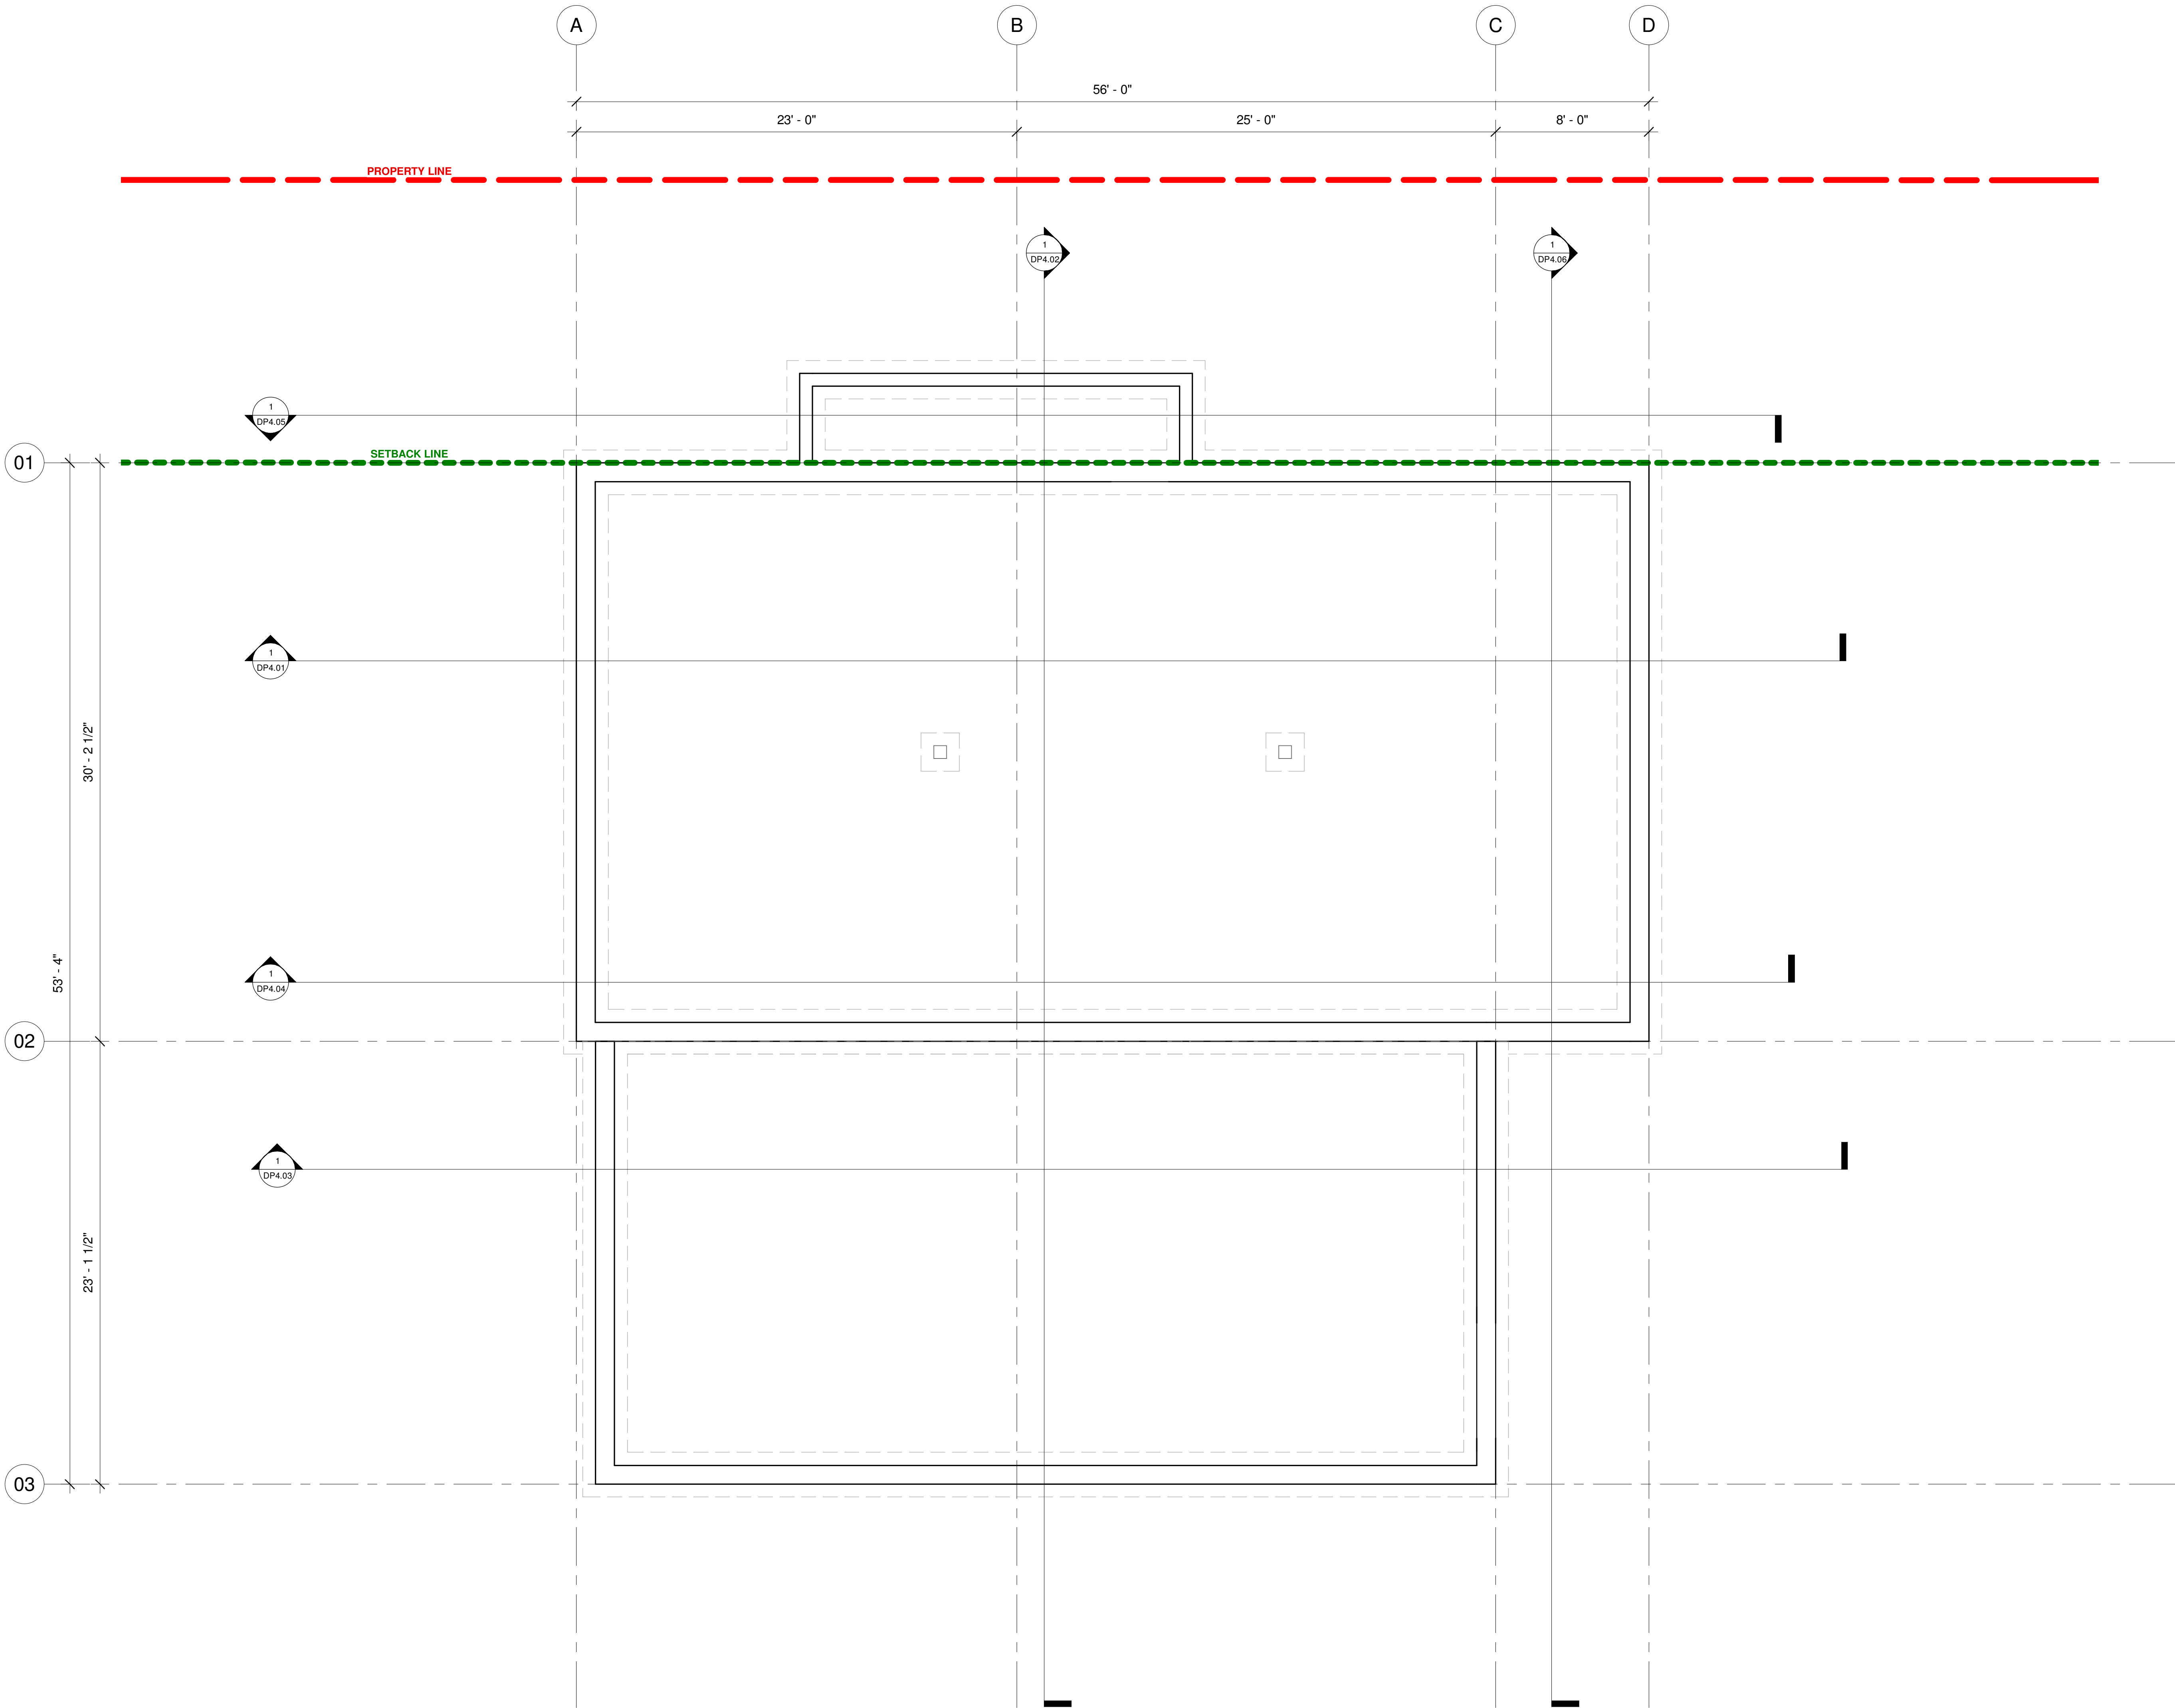 A B C D
56' - 0"
23' - 0" 25' - 0" 8' - 0"
PROPERTY LINE
1
DP4.02
1
DP4.06
1
DP4.05
SETBACK LINE
01
1
DP4.01
30' - 2 1/2"
53' - 4"
1
DP4.04
02
1
DP4.03
23' - 1 1/2"
03